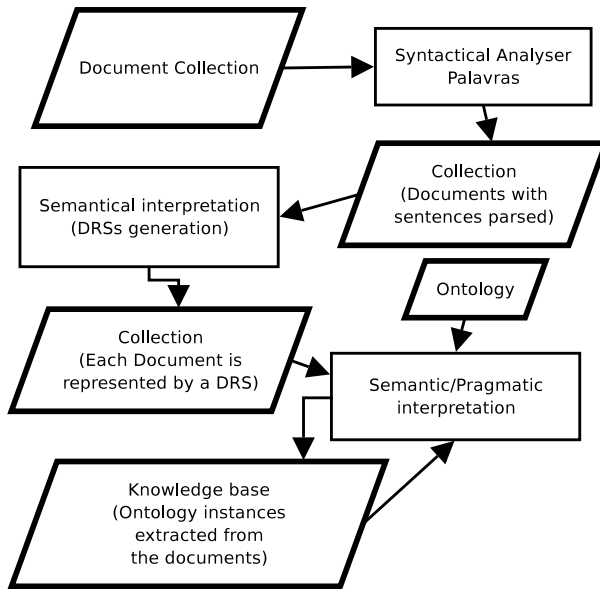 Document Collection
Syntactical Analyser
Palavras
Collection
(Documents with
sentences parsed)
Semantical interpretation
(DRSs generation)
Ontology
Collection
(Each Document is
represented by a DRS)
Semantic/Pragmatic
interpretation
Knowledge base
(Ontology instances
extracted from
the documents)